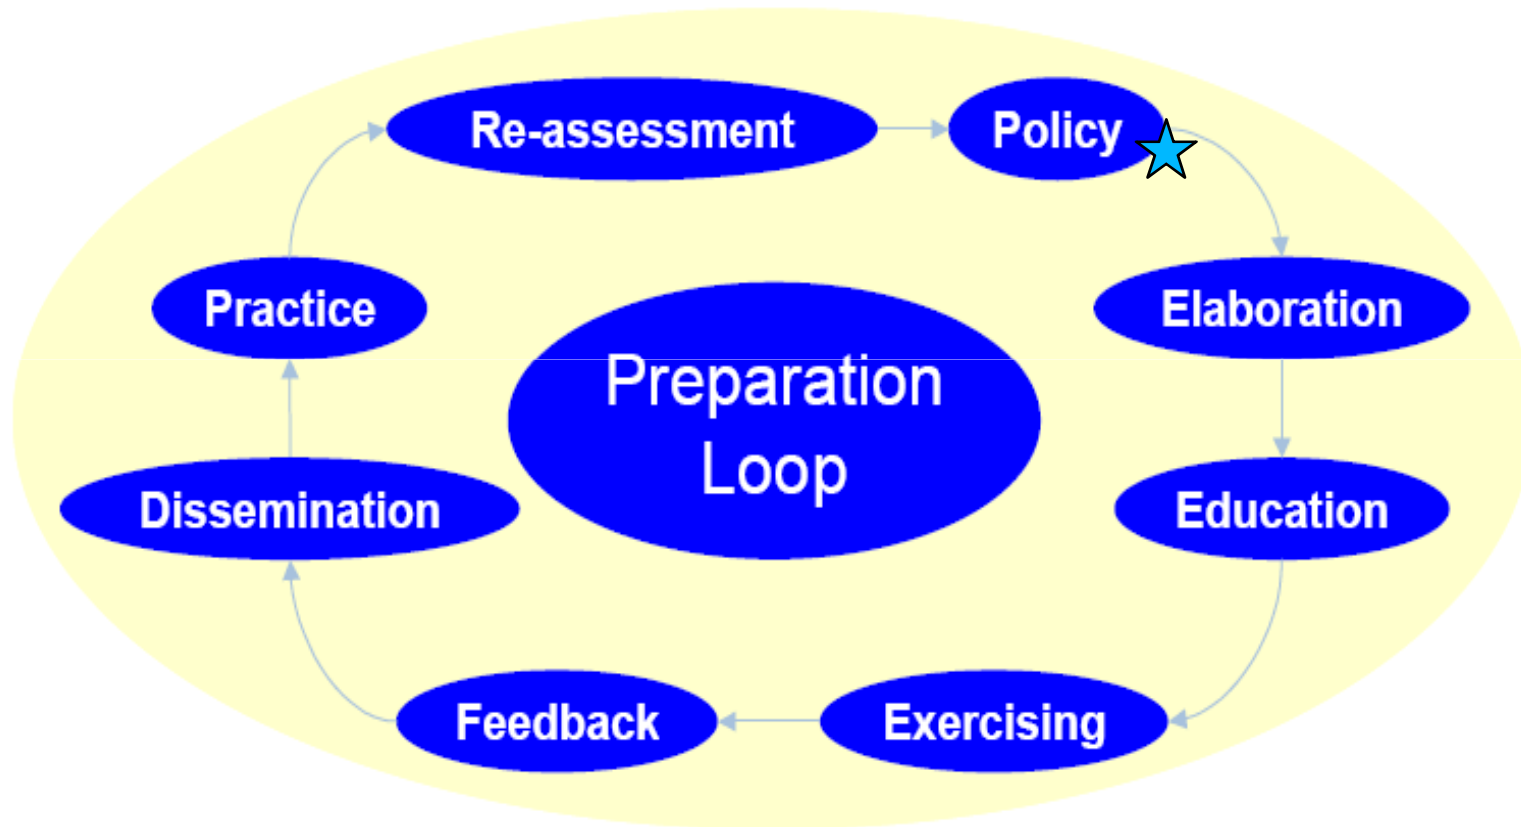 Re-assessment
Policy
Practice
Elaboration
Preparation
Loop
Dissemination
Education
Feedback
Exercising